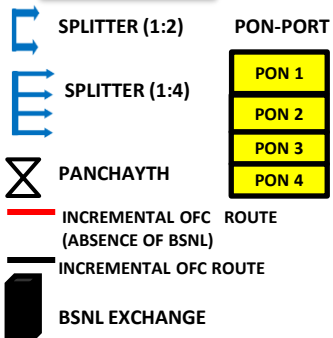 SPLITTER (1:2)
PON-PORT
PON 1
SPLITTER (1:4)
PON 2
PON 3
PANCHAYTH
PON 4
INCREMENTAL OFC ROUTE
(ABSENCE OF BSNL)
INCREMENTAL OFC ROUTE
BSNL EXCHANGE